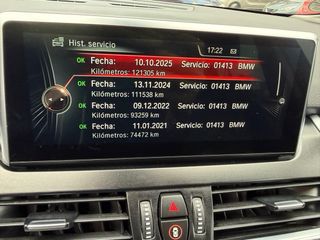 Hist. servicio
17:22
OK Fecha: 10.10.2025 Servicio: 01413 BMW
Kilómetros: 121305 km
OK Fecha: 13.11.2024 Servicio: 01413 BMW
Kilómetros: 111538 km
OK Fecha: 09.12.2022 Servicio: 01413 BMW
Kilómetros: 93259 km
OK Fecha: 11.01.2021 Servicio: 01413 BMW
Kilómetros: 74472 km